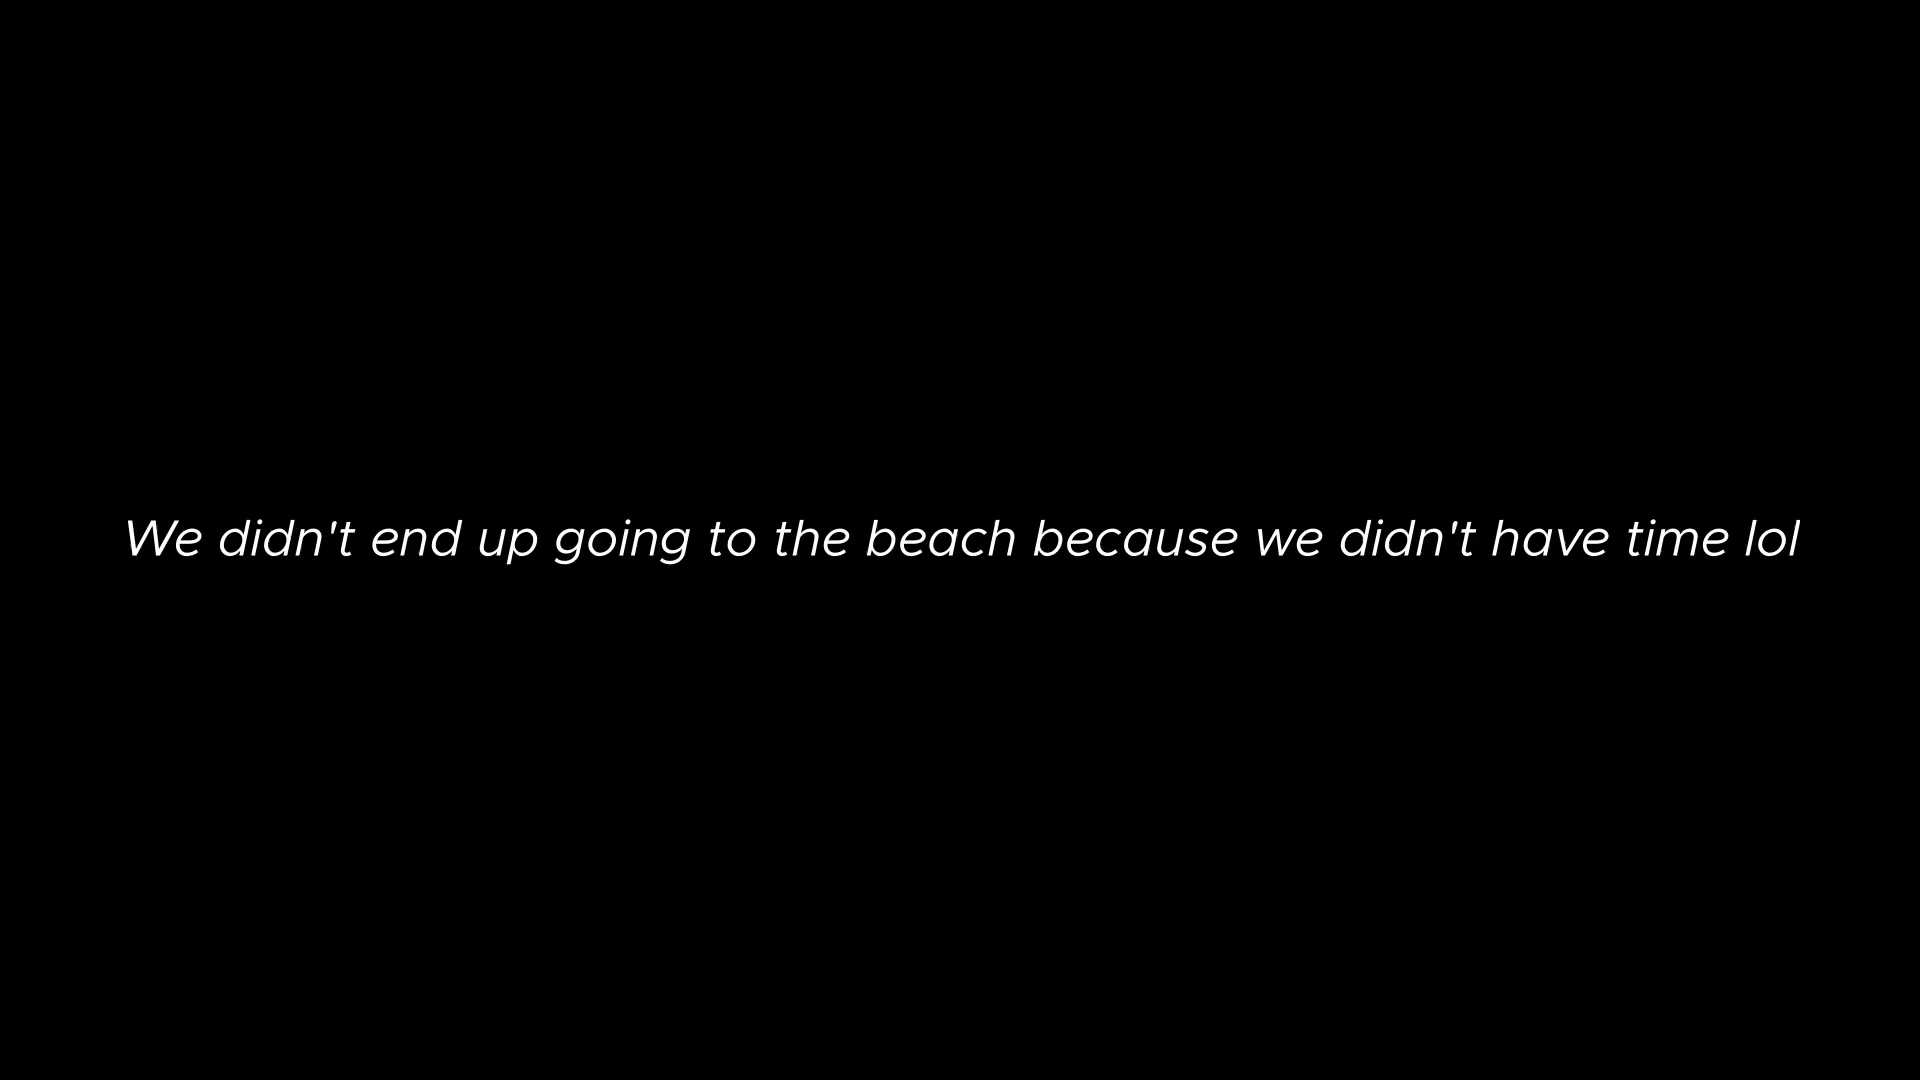 We didn't end up going to the beach because we didn't have time lol